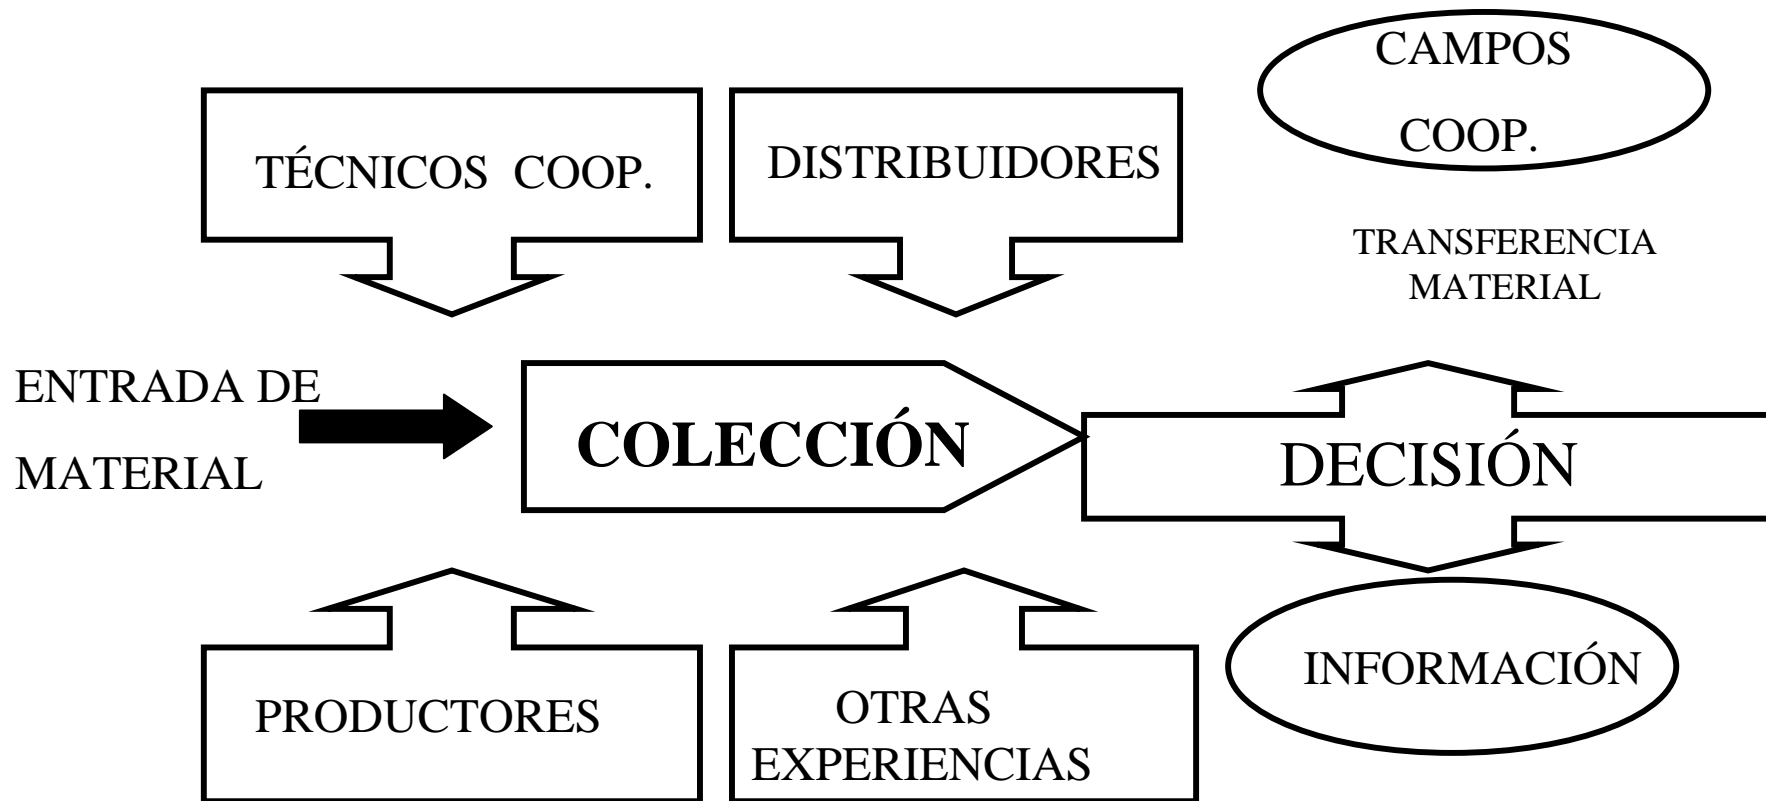 CAMPOS
COOP.
TÉCNICOS COOP.
DISTRIBUIDORES
TRANSFERENCIA
MATERIAL
ENTRADA DE
MATERIAL
COLECCIÓN
DECISIÓN
PRODUCTORES
OTRAS
EXPERIENCIAS
INFORMACIÓN